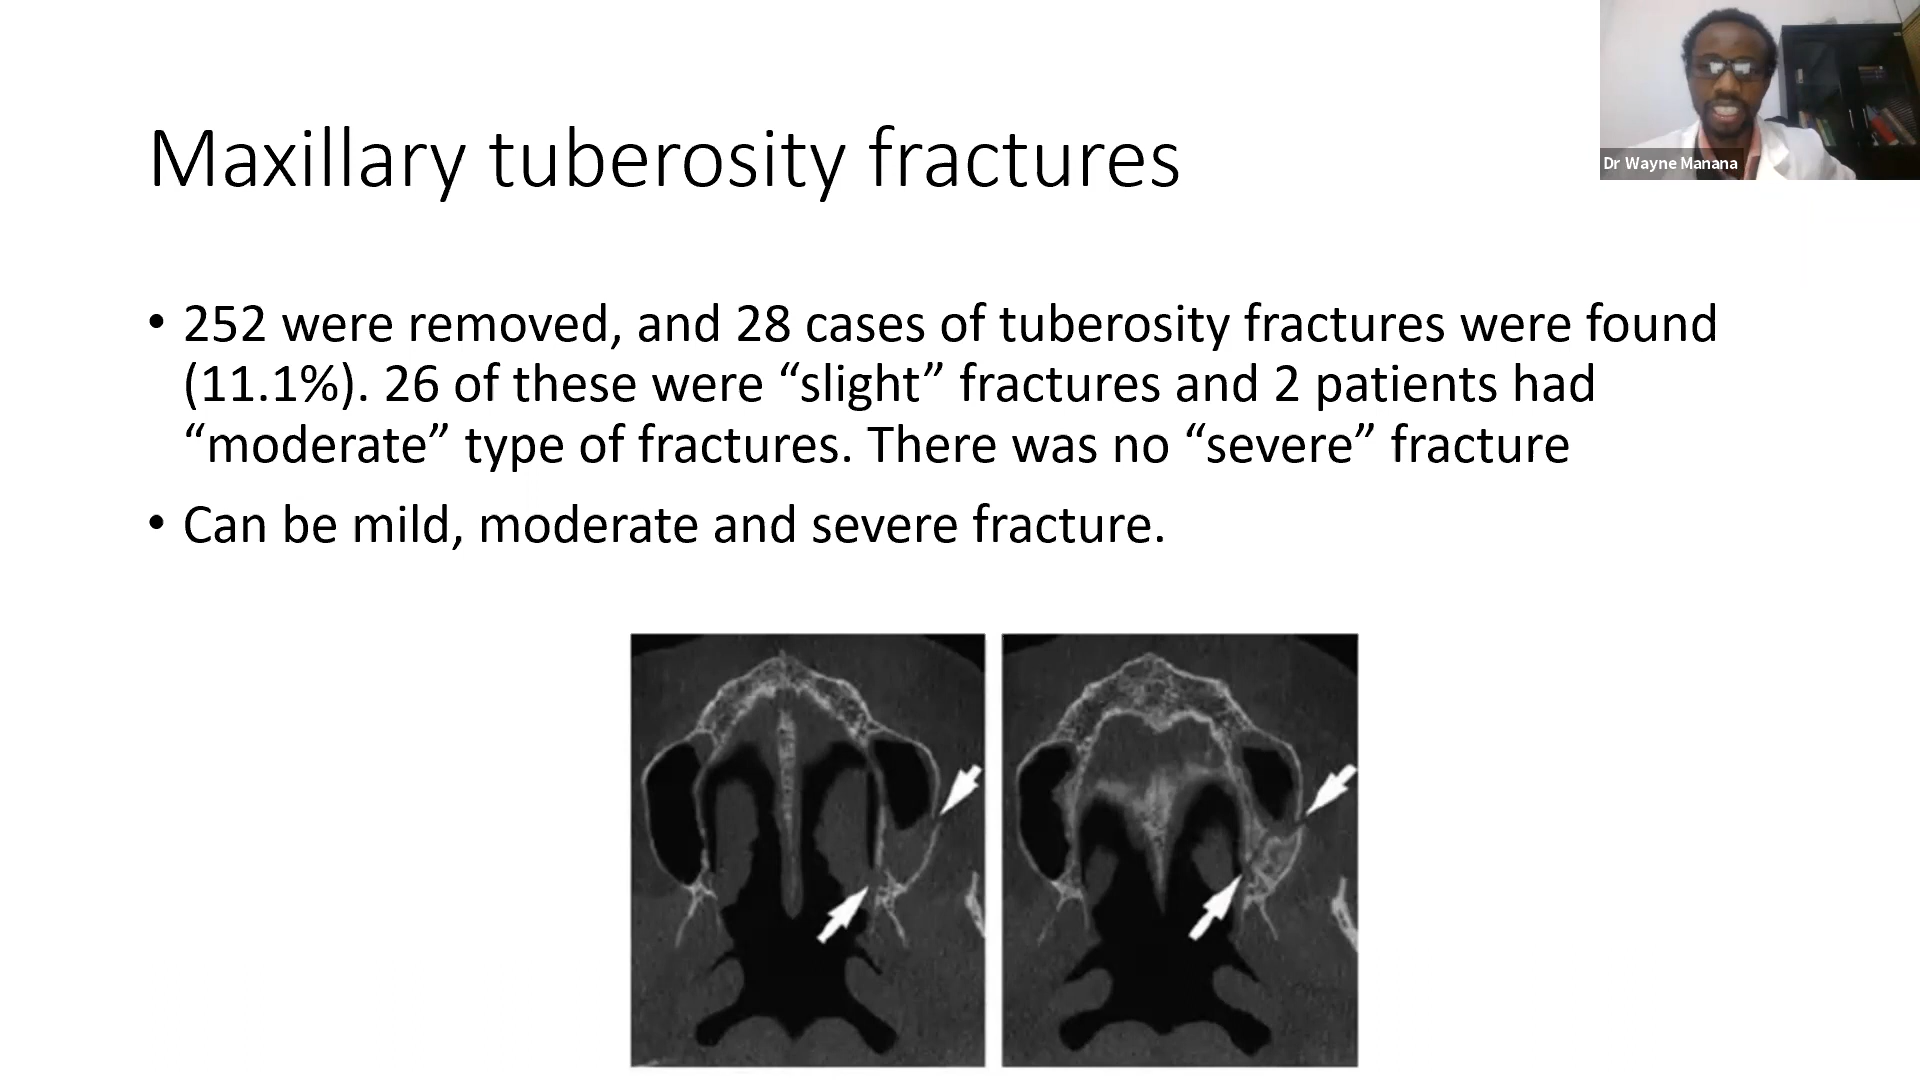 Dr Wayne Manana
Maxillary tuberosity fractures
• 252 were removed, and 28 cases of tuberosity fractures were found
(11.1%). 26 of these were “slight” fractures and 2 patients had
“moderate” type of fractures. There was no “severe” fracture
• Can be mild, moderate and severe fracture.